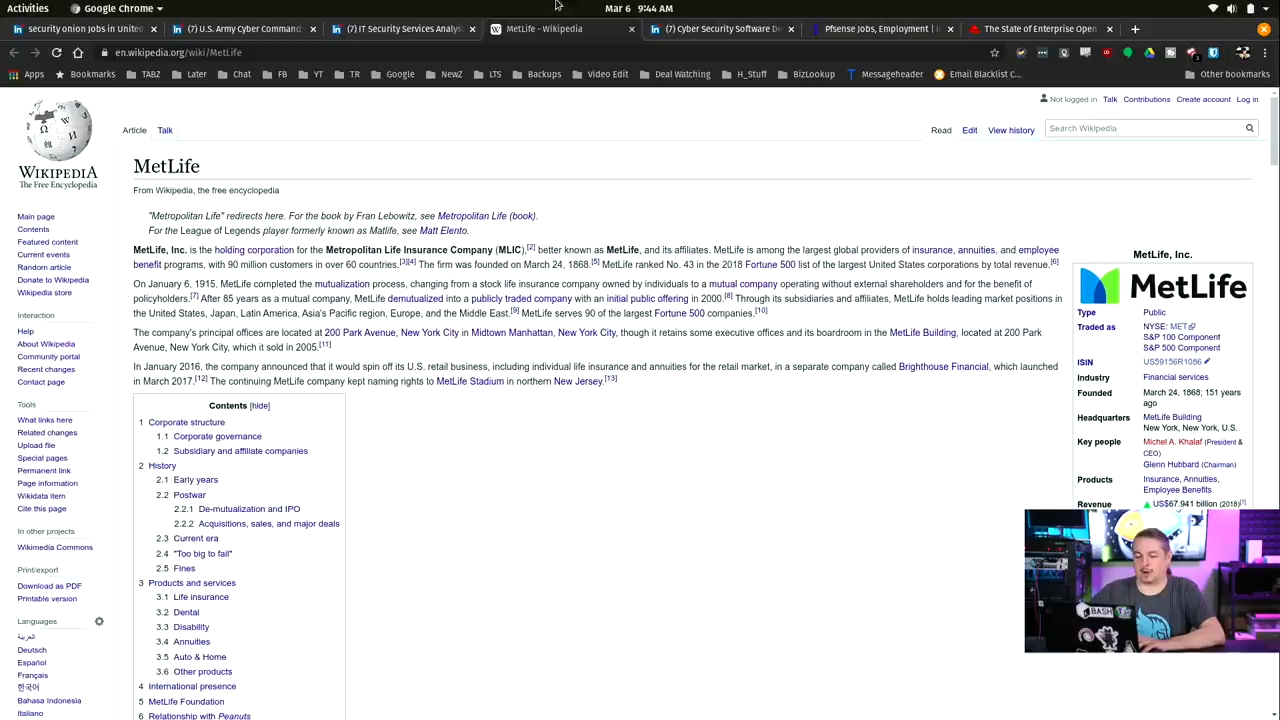 Activities
Google Chrome
Mar 6 9:44 AM
security onion Jobs in United
(7) U.S. Army Cyber Command
(7) IT Security Services Analys
MetLife - Wikipedia
(7) Cyber Security Software De
Pfsense Jobs, Employment | I
The State of Enterprise Open
en.wikipedia.org/wiki/MetLife
Apps
Bookmarks
TABZ
Later
Chat
FB
YT
TR
Google
NewZ
LTS
Backups
Video Edit
Deal Watching
H_Stuff
BizLookup
Messageheader
Email Blacklist C...
Other bookmarks
Not logged in Talk Contributions Create account Log in
Article Talk
Read Edit View history
Search Wikipedia
WIKIPEDIA
The Free Encyclopedia
Main page
Contents
Featured content
Current events
Random article
Donate to Wikipedia
Wikipedia store
Interaction
Help
About Wikipedia
Community portal
Recent changes
Contact page
Tools
What links here
Related changes
Upload file
Special pages
Permanent link
Page information
Wikidata item
Cite this page
In other projects
Wikimedia Commons
Print/export
Download as PDF
Printable version
Languages
العربية
Deutsch
Español
Français
한국어
Bahasa Indonesia
Italiano
MetLife
From Wikipedia, the free encyclopedia
"Metropolitan Life" redirects here. For the book by Fran Lebowitz, see Metropolitan Life (book).
For the League of Legends player formerly known as Matlife, see Matt Elento.
MetLife, Inc. is the holding corporation for the Metropolitan Life Insurance Company (MLIC),[2] better known as MetLife, and its affiliates. MetLife is among the largest global providers of insurance, annuities, and employee
benefit programs, with 90 million customers in over 60 countries.[3][4] The firm was founded on March 24, 1868.[5] MetLife ranked No. 43 in the 2018 Fortune 500 list of the largest United States corporations by total revenue.[6]
On January 6, 1915, MetLife completed the mutualization process, changing from a stock life insurance company owned by individuals to a mutual company operating without external shareholders and for the benefit of
policyholders.[7] After 85 years as a mutual company, MetLife demutualized into a publicly traded company with an initial public offering in 2000.[8] Through its subsidiaries and affiliates, MetLife holds leading market positions in
the United States, Japan, Latin America, Asia's Pacific region, Europe, and the Middle East.[9] MetLife serves 90 of the largest Fortune 500 companies.[10]
The company's principal offices are located at 200 Park Avenue, New York City in Midtown Manhattan, New York City, though it retains some executive offices and its boardroom in the MetLife Building, located at 200 Park
Avenue, New York City, which it sold in 2005.[11]
In January 2016, the company announced that it would spin off its U.S. retail business, including individual life insurance and annuities for the retail market, in a separate company called Brighthouse Financial, which launched
in March 2017.[12] The continuing MetLife company kept naming rights to MetLife Stadium in northern New Jersey.[13]
Contents [hide]
1 Corporate structure
1.1 Corporate governance
1.2 Subsidiary and affiliate companies
2 History
2.1 Early years
2.2 Postwar
2.2.1 De-mutualization and IPO
2.2.2 Acquisitions, sales, and major deals
2.3 Current era
2.4 "Too big to fail"
2.5 Fines
3 Products and services
3.1 Life insurance
3.2 Dental
3.3 Disability
3.4 Annuities
3.5 Auto & Home
3.6 Other products
4 International presence
5 MetLife Foundation
6 Relationship with Peanuts
MetLife, Inc.
MetLife
Type Public
Traded as NYSE: MET
S&P 100 Component
S&P 500 Component
ISIN US59156R1086
Industry Financial services
Founded March 24, 1868; 151 years
ago
Headquarters MetLife Building
New York, New York, U.S.
Key people Michel A. Khalaf (President &
CEO)
Glenn Hubbard (Chairman)
Products Insurance, Annuities,
Employee Benefits
Revenue US$67.941 billion (2018)[1]
BASH